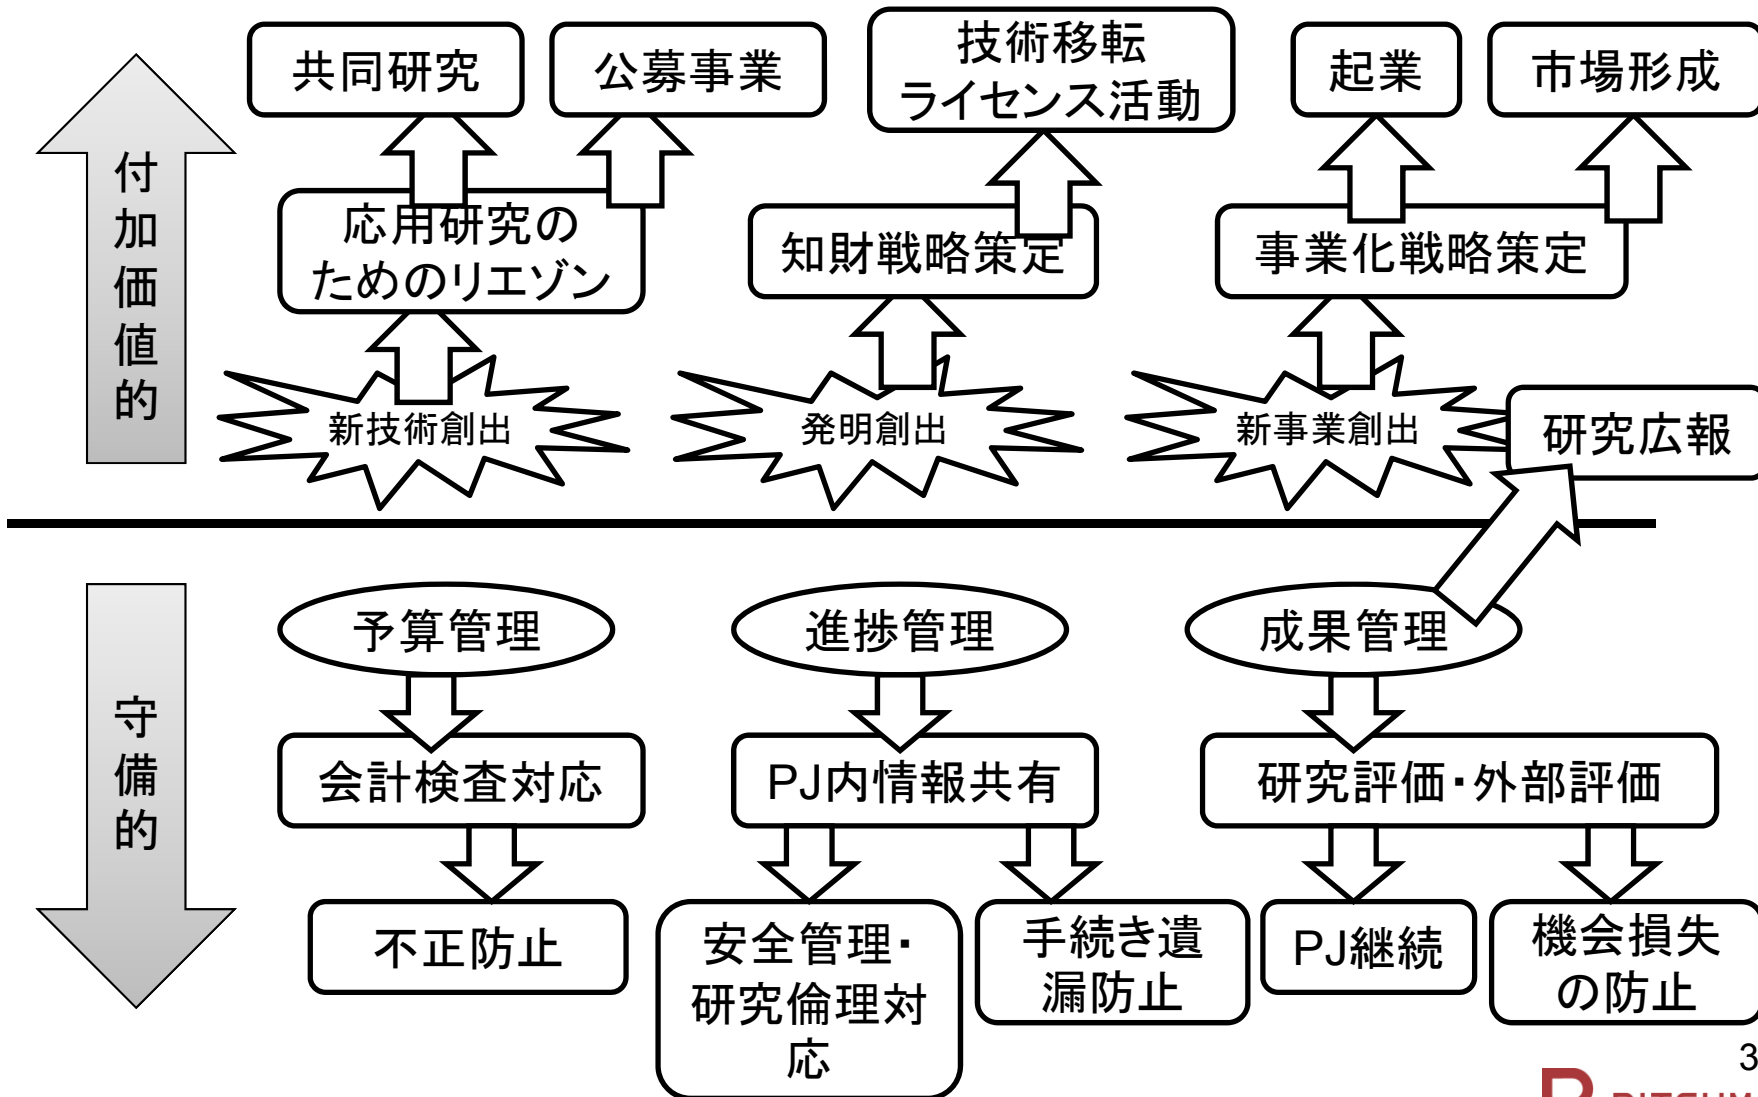 共同研究
公募事業
技術移転
ライセンス活動
起業
市場形成
付加価値的
応用研究の
ためのリエゾン
知財戦略策定
事業化戦略策定
新技術創出
発明創出
新事業創出
研究広報
守備的
予算管理
進捗管理
成果管理
会計検査対応
PJ内情報共有
研究評価・外部評価
不正防止
安全管理・
研究倫理対
応
手続き遺
漏防止
PJ継続
機会損失
の防止
3